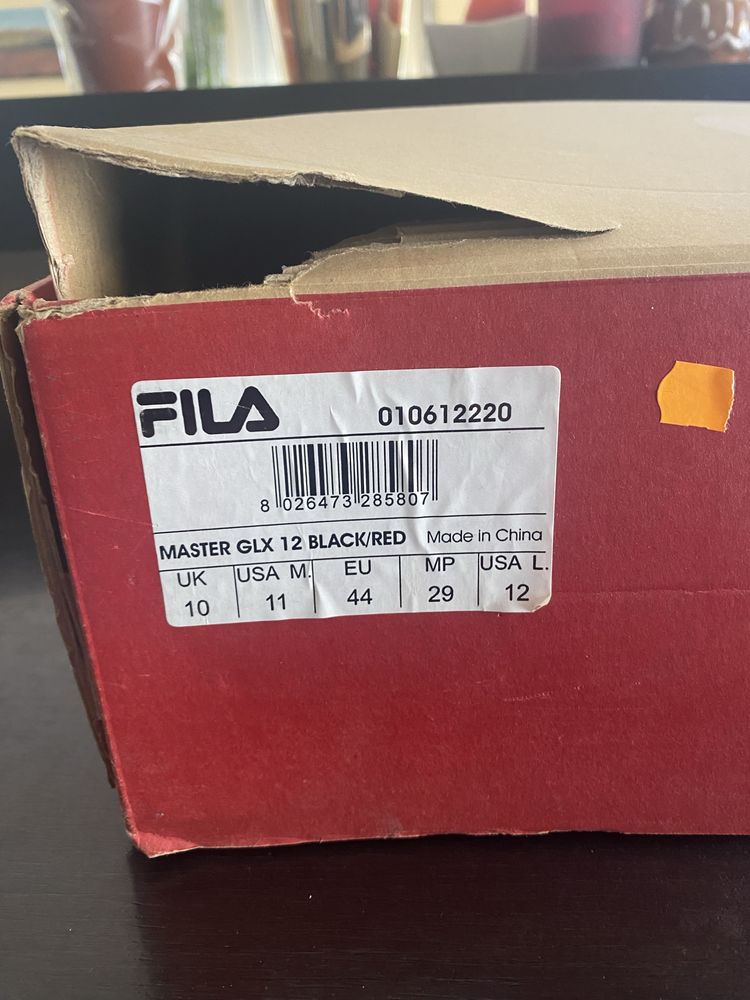 FILA 010612220
8 026473 285807
MASTER GLX 12 BLACK/RED Made in China
UK USA M. EU MP USA L.
10 11 44 29 12